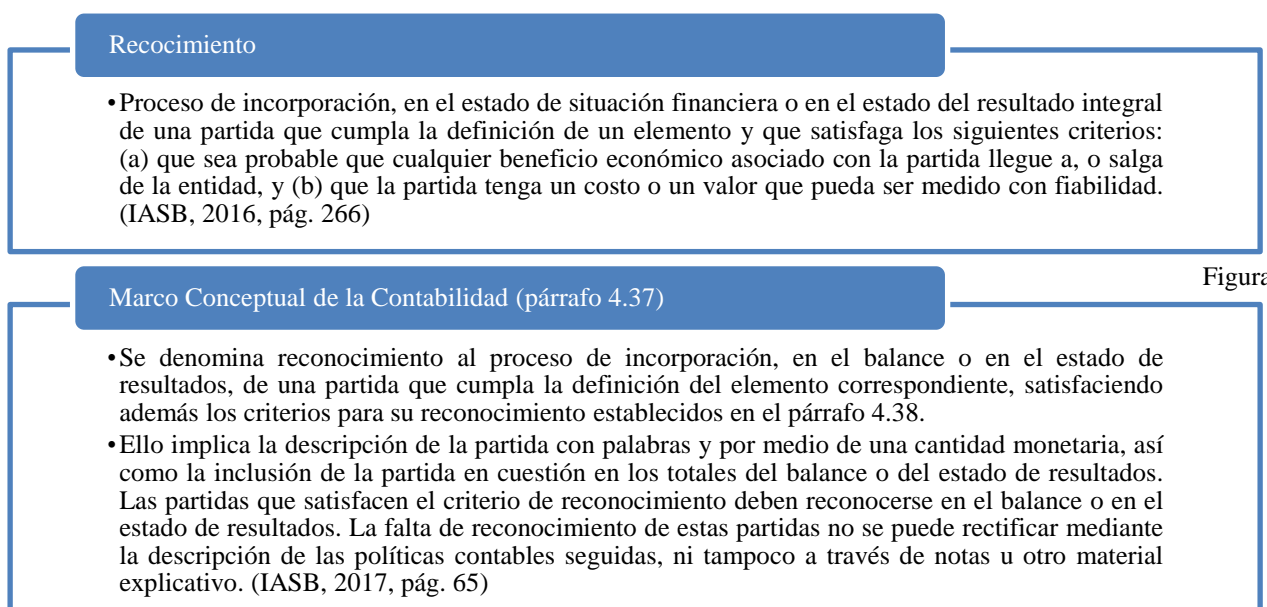 Recocimiento
•Proceso de incorporación, en el estado de situación financiera o en el estado del resultado integral
de una partida que cumpla la definición de un elemento y que satisfaga los siguientes criterios:
(a) que sea probable que cualquier beneficio económico asociado con la partida llegue a, o salga
de la entidad, y (b) que la partida tenga un costo o un valor que pueda ser medido con fiabilidad.
(IASB, 2016, pág. 266)
Figura
Marco Conceptual de la Contabilidad (párrafo 4.37)
•Se denomina reconocimiento al proceso de incorporación, en el balance o en el estado de
resultados, de una partida que cumpla la definición del elemento correspondiente, satisfaciendo
además los criterios para su reconocimiento establecidos en el párrafo 4.38.
•Ello implica la descripción de la partida con palabras y por medio de una cantidad monetaria, así
como la inclusión de la partida en cuestión en los totales del balance o del estado de resultados.
Las partidas que satisfacen el criterio de reconocimiento deben reconocerse en el balance o en el
estado de resultados. La falta de reconocimiento de estas partidas no se puede rectificar mediante
la descripción de las políticas contables seguidas, ni tampoco a través de notas u otro material
explicativo. (IASB, 2017, pág. 65)